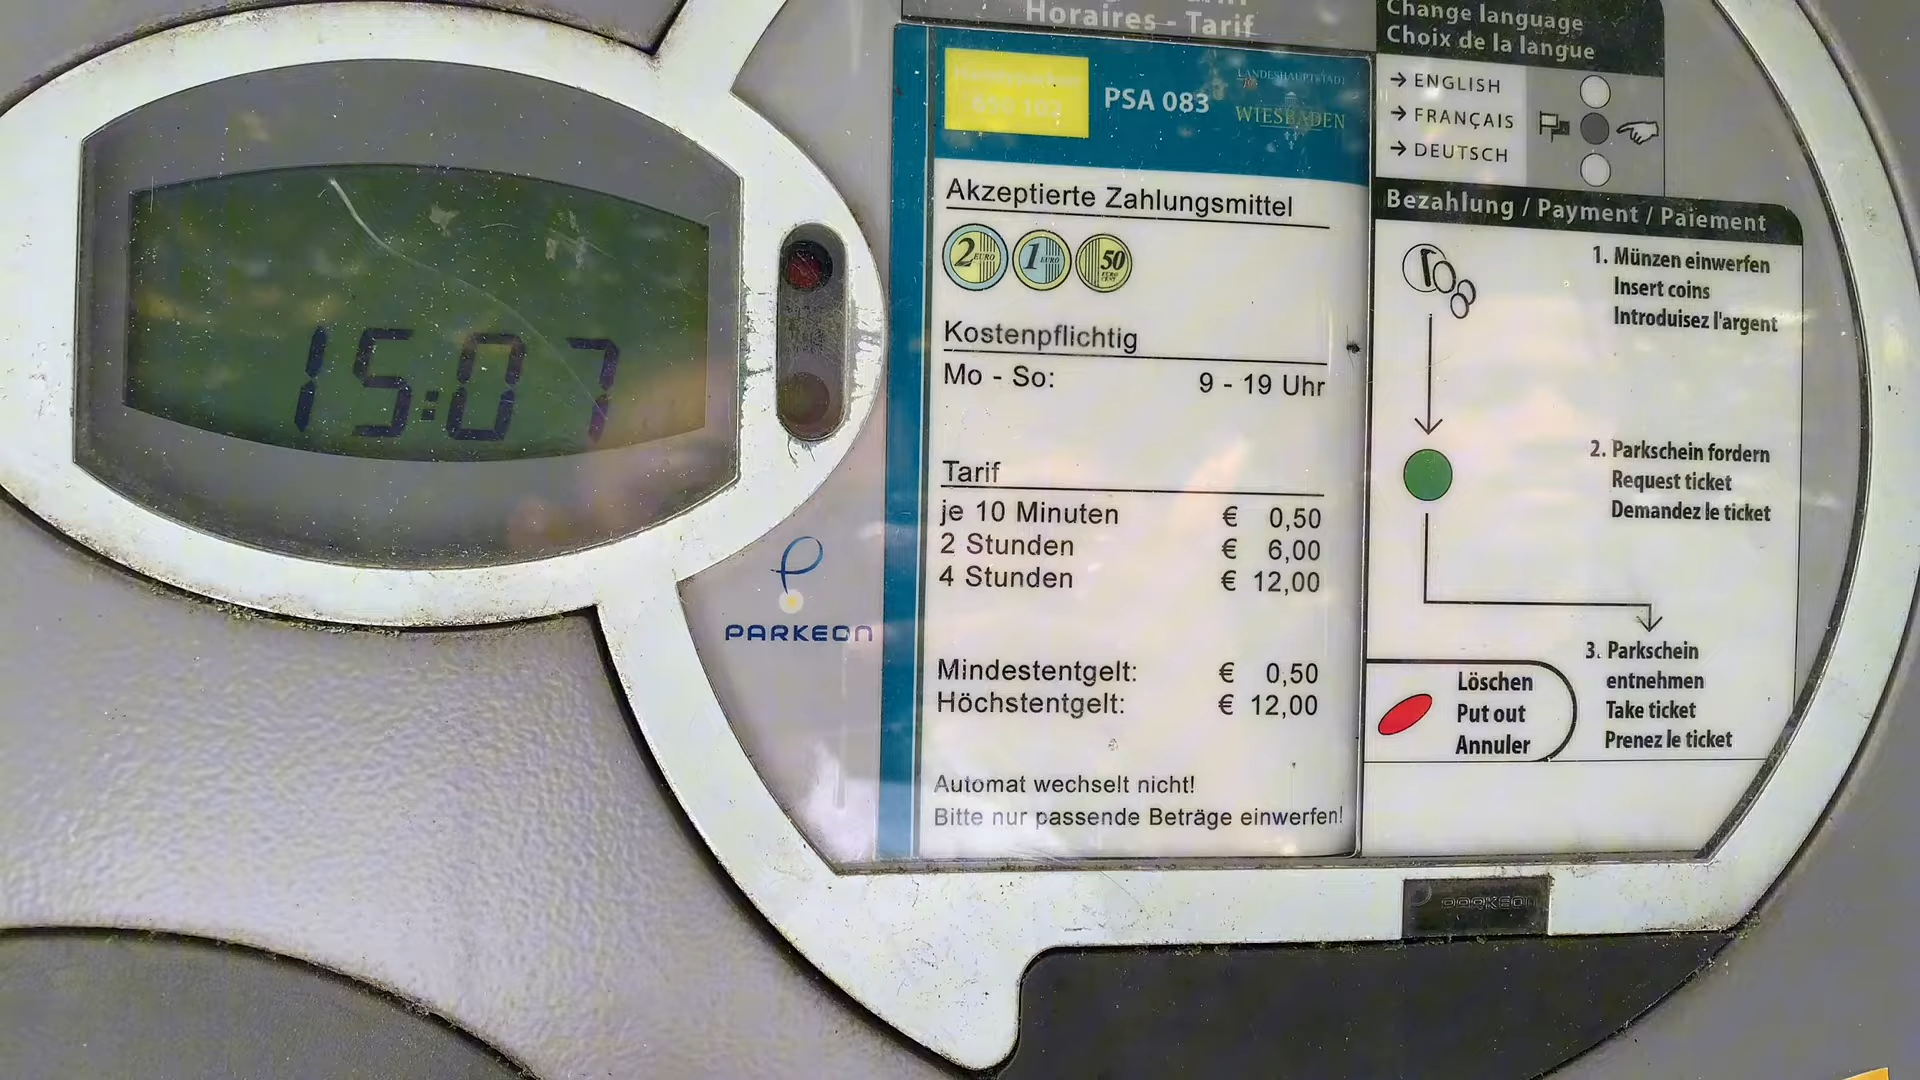 Horaires - Tarif
PSA 083
LANDESHAUPTSTADT
WIESBADEN
Akzeptierte Zahlungsmittel
2 EURO 1 EURO 50 EURO CENT
Kostenpflichtig
Mo - So: 9 - 19 Uhr
Tarif
je 10 Minuten € 0,50
2 Stunden € 6,00
4 Stunden € 12,00
Mindestentgelt: € 0,50
Höchstentgelt: € 12,00
Automat wechselt nicht!
Bitte nur passende Beträge einwerfen!
15:07
PARKEON
Change language
Choix de la langue
→ ENGLISH
→ FRANÇAIS
→ DEUTSCH
Bezahlung / Payment / Paiement
1. Münzen einwerfen
Insert coins
Introduisez l'argent
2. Parkschein fordern
Request ticket
Demandez le ticket
3. Parkschein
entnehmen
Take ticket
Prenez le ticket
Löschen
Put out
Annuler
PARKEON